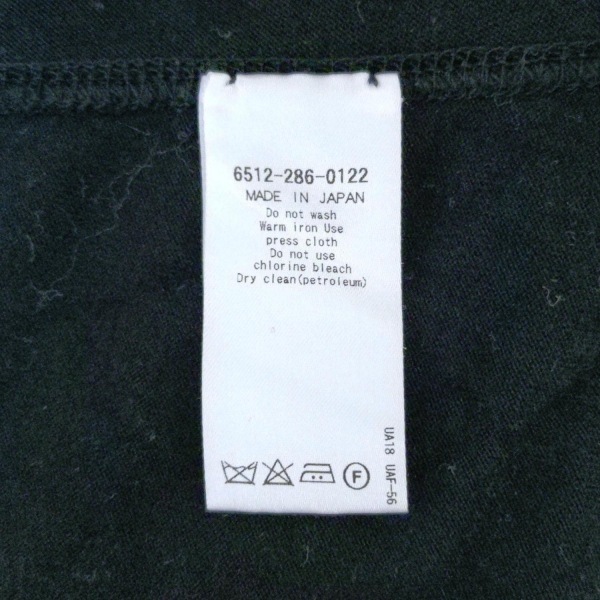 6512-286-0122
MADE IN JAPAN
Do not wash
Warm iron Use
press cloth
Do not use
chlorine bleach
Dry clean(petroleum)
F
UA18 UAF-56